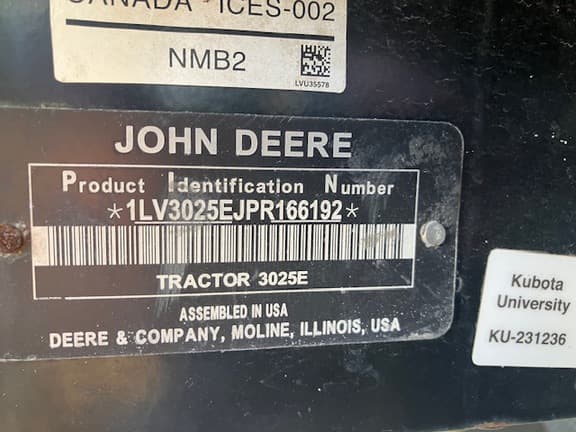 CANADA ICES-002
NMB2
LVU35578
JOHN DEERE
Product Identification Number
*1LV3025EJPR166192*
TRACTOR 3025E
ASSEMBLED IN USA
DEERE & COMPANY, MOLINE, ILLINOIS, USA
Kubota
University
KU-231236